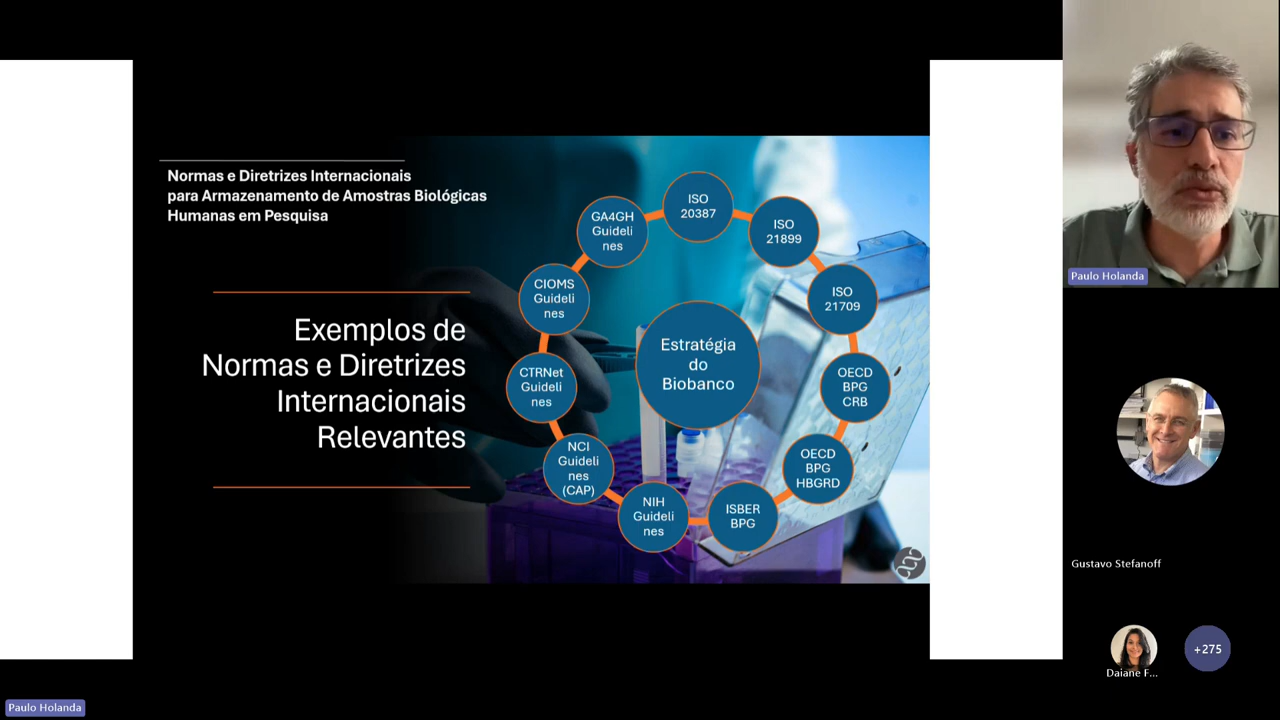 Normas e Diretrizes Internacionais
para Armazenamento de Amostras Biológicas
Humanas em Pesquisa
Exemplos de
Normas e Diretrizes
Internacionais
Relevantes
Estratégia
do
Biobanco
ISO
20387
ISO
21899
ISO
21709
OECD
BPG
CRB
OECD
BPG
HBGRD
ISBER
BPG
NIH
Guideli
nes
NCI
Guideli
nes
(CAP)
CTRNet
Guideli
nes
CIOMS
Guideli
nes
GA4GH
Guideli
nes
Paulo Holanda
Gustavo Stefanoff
Daiane F...
+275
Paulo Holanda